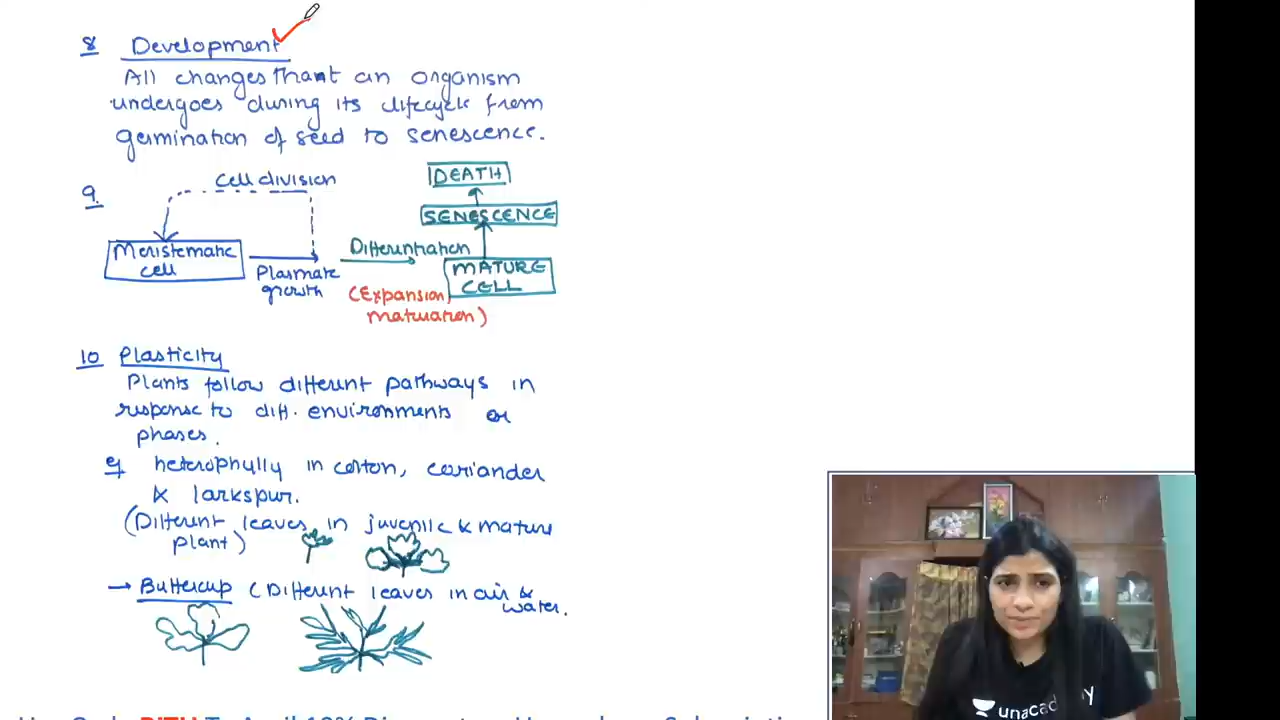 8 Development
All changes that an organism
undergoes during its lifecycle from
germination of seed to senescence.
9.
Cell division
DEATH
SENESCENCE
Meristematic
cell
Plasmatic
growth
Differentiation
(Expansion,
maturation)
MATURE
CELL
10 Plasticity
Plants follow different pathways in
response to diff. environments or
phases.
eg heterophylly in cotton, coriander
& larkspur.
(Different leaves in juvenile & mature
plant)
→ Buttercup (Different leaves in air &
water.
unacademy